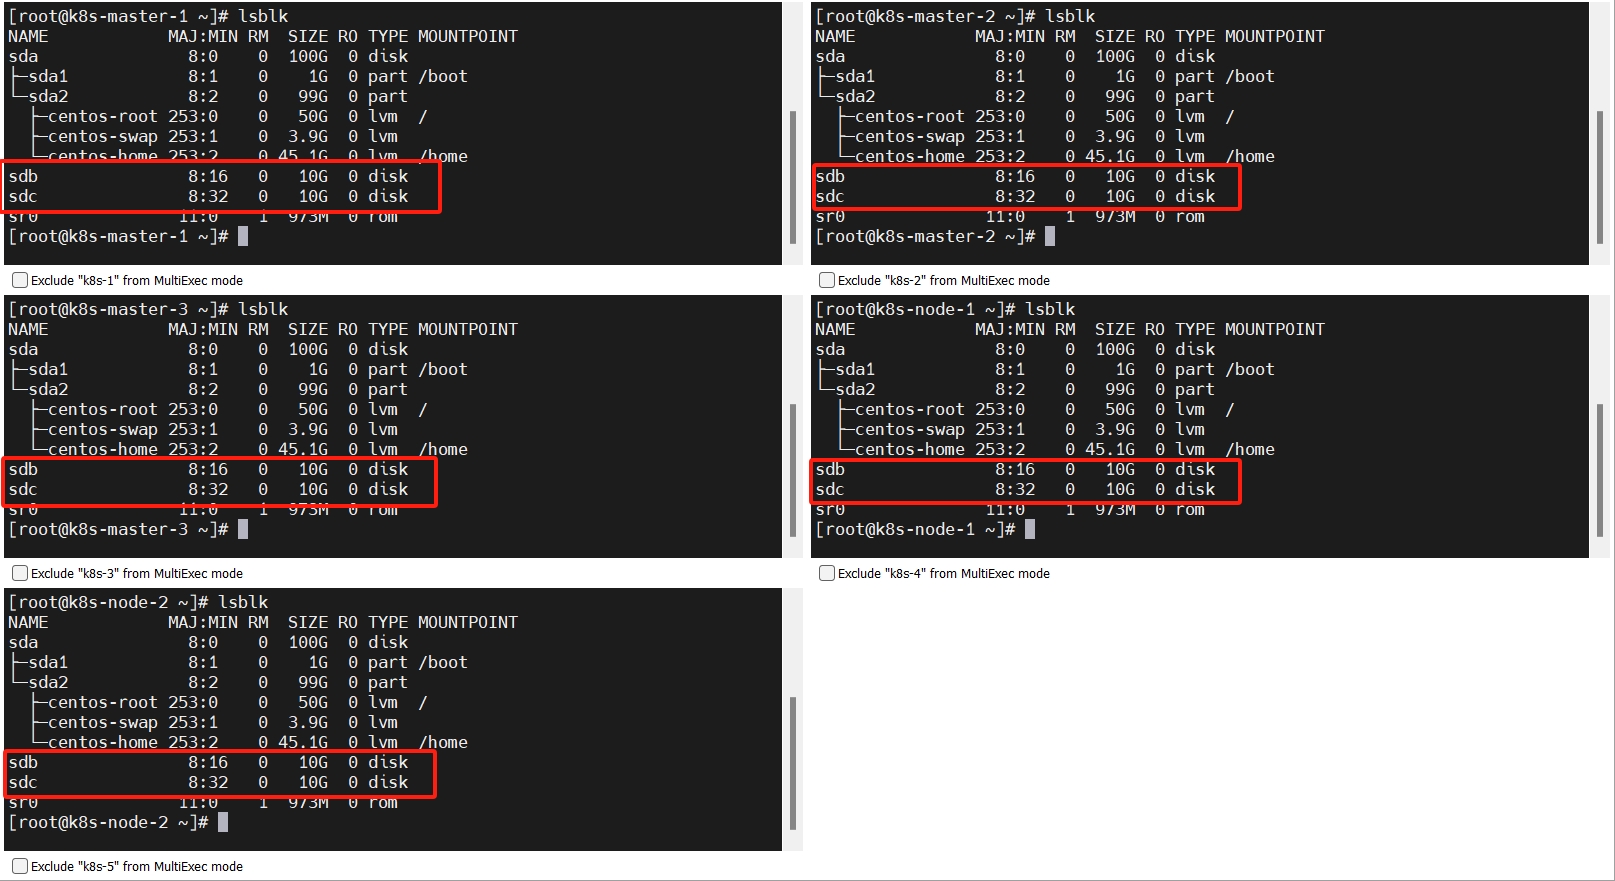 [root@k8s-master-1 ~]# lsblk
NAME            MAJ:MIN RM  SIZE RO TYPE MOUNTPOINT
sda               8:0    0  100G  0 disk
├─sda1            8:1    0    1G  0 part /boot
└─sda2            8:2    0   99G  0 part
  ├─centos-root 253:0    0   50G  0 lvm  /
  ├─centos-swap 253:1    0  3.9G  0 lvm
  └─centos-home 253:2    0 45.1G  0 lvm  /home
sdb               8:16   0   10G  0 disk
sdc               8:32   0   10G  0 disk
sr0              11:0    1  973M  0 rom
[root@k8s-master-1 ~]#
Exclude "k8s-1" from MultiExec mode
[root@k8s-master-2 ~]# lsblk
NAME            MAJ:MIN RM  SIZE RO TYPE MOUNTPOINT
sda               8:0    0  100G  0 disk
├─sda1            8:1    0    1G  0 part /boot
└─sda2            8:2    0   99G  0 part
  ├─centos-root 253:0    0   50G  0 lvm  /
  ├─centos-swap 253:1    0  3.9G  0 lvm
  └─centos-home 253:2    0 45.1G  0 lvm  /home
sdb               8:16   0   10G  0 disk
sdc               8:32   0   10G  0 disk
sr0              11:0    1  973M  0 rom
[root@k8s-master-2 ~]#
Exclude "k8s-2" from MultiExec mode
[root@k8s-master-3 ~]# lsblk
NAME            MAJ:MIN RM  SIZE RO TYPE MOUNTPOINT
sda               8:0    0  100G  0 disk
├─sda1            8:1    0    1G  0 part /boot
└─sda2            8:2    0   99G  0 part
  ├─centos-root 253:0    0   50G  0 lvm  /
  ├─centos-swap 253:1    0  3.9G  0 lvm
  └─centos-home 253:2    0 45.1G  0 lvm  /home
sdb               8:16   0   10G  0 disk
sdc               8:32   0   10G  0 disk
sr0              11:0    1  973M  0 rom
[root@k8s-master-3 ~]#
Exclude "k8s-3" from MultiExec mode
[root@k8s-node-1 ~]# lsblk
NAME            MAJ:MIN RM  SIZE RO TYPE MOUNTPOINT
sda               8:0    0  100G  0 disk
├─sda1            8:1    0    1G  0 part /boot
└─sda2            8:2    0   99G  0 part
  ├─centos-root 253:0    0   50G  0 lvm  /
  ├─centos-swap 253:1    0  3.9G  0 lvm
  └─centos-home 253:2    0 45.1G  0 lvm  /home
sdb               8:16   0   10G  0 disk
sdc               8:32   0   10G  0 disk
sr0              11:0    1  973M  0 rom
[root@k8s-node-1 ~]#
Exclude "k8s-4" from MultiExec mode
[root@k8s-node-2 ~]# lsblk
NAME            MAJ:MIN RM  SIZE RO TYPE MOUNTPOINT
sda               8:0    0  100G  0 disk
├─sda1            8:1    0    1G  0 part /boot
└─sda2            8:2    0   99G  0 part
  ├─centos-root 253:0    0   50G  0 lvm  /
  ├─centos-swap 253:1    0  3.9G  0 lvm
  └─centos-home 253:2    0 45.1G  0 lvm  /home
sdb               8:16   0   10G  0 disk
sdc               8:32   0   10G  0 disk
sr0              11:0    1  973M  0 rom
[root@k8s-node-2 ~]#
Exclude "k8s-5" from MultiExec mode